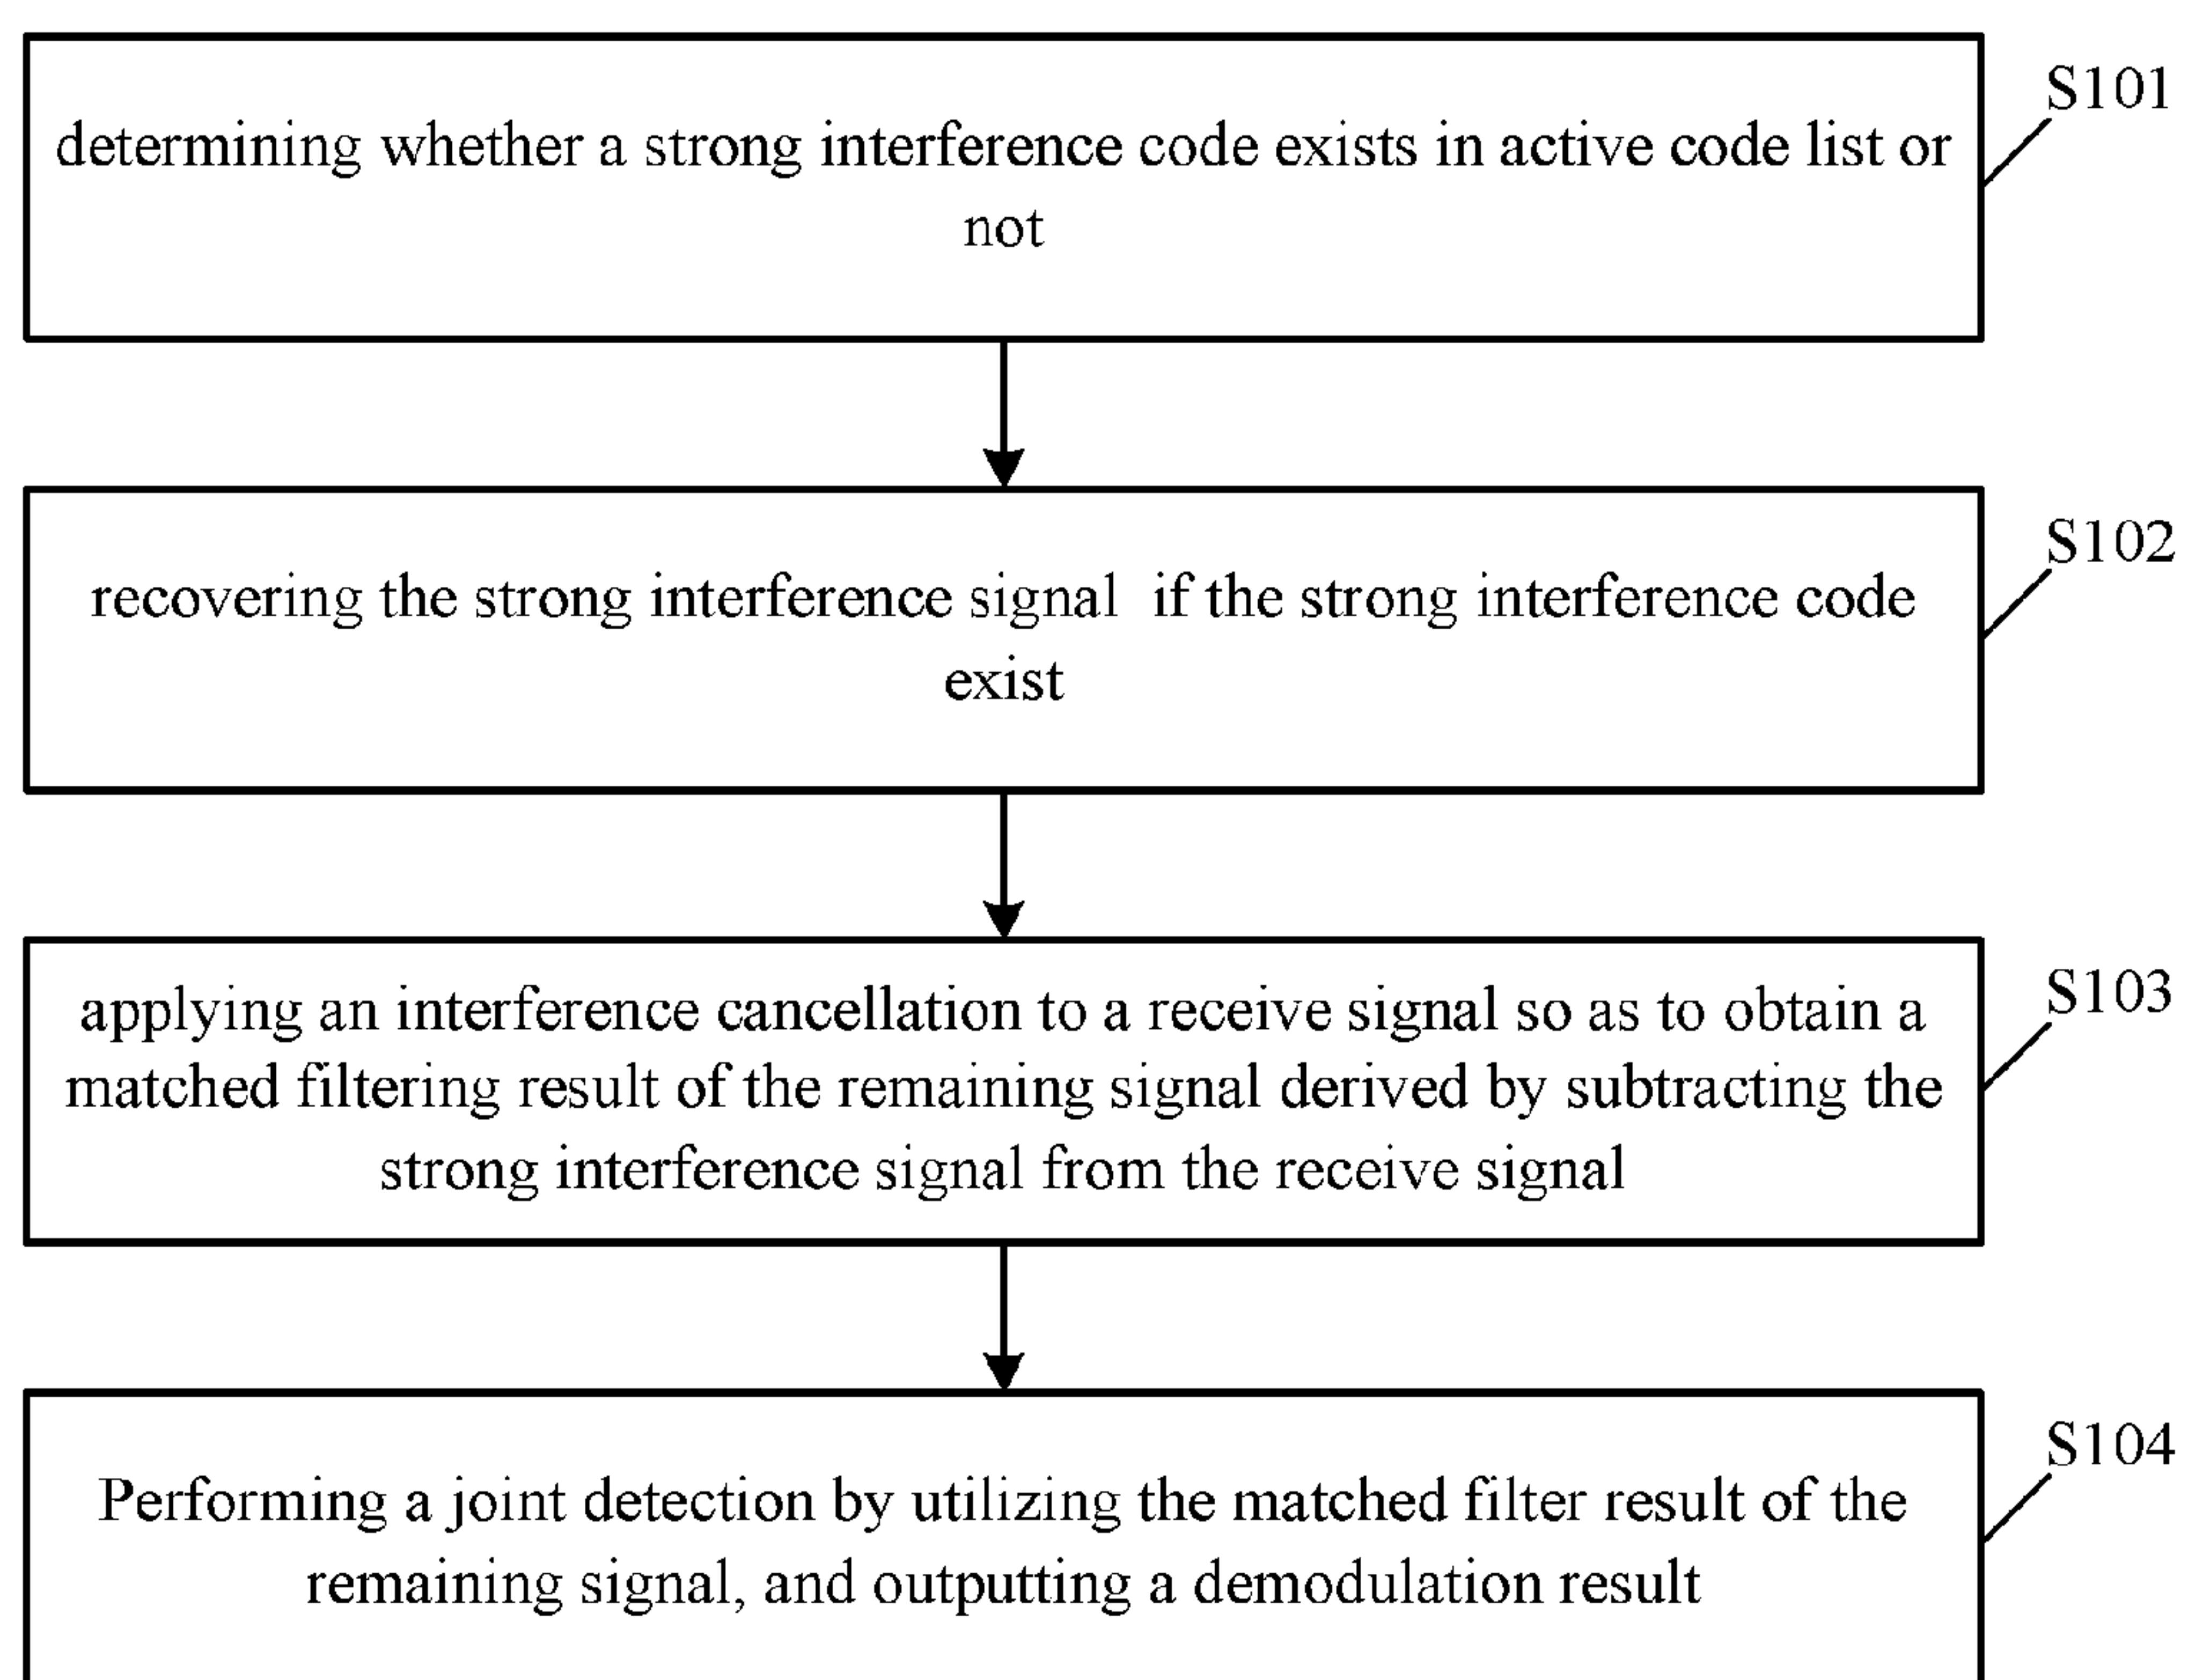 S101
determining whether a strong interference code exists in active code list or
not
S102
recovering the strong interference signal  if the strong interference code
exist
S103
applying an interference cancellation to a receive signal so as to obtain a
matched filtering result of the remaining signal derived by subtracting the
strong interference signal from the receive signal
S104
Performing a joint detection by utilizing the matched filter result of the
remaining signal, and outputting a demodulation result